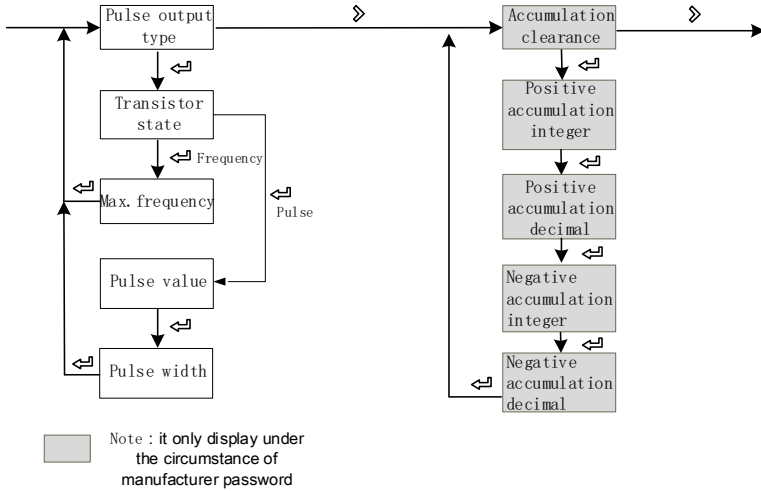 Pulse output
type
Transistor
state
Frequency
Pulse
Max.frequency
Pulse value
Pulse width
Accumulation
clearance
Positive
accumulation
integer
Positive
accumulation
decimal
Negative
accumulation
integer
Negative
accumulation
decimal
Note : it only display under
the circumstance of
manufacturer password